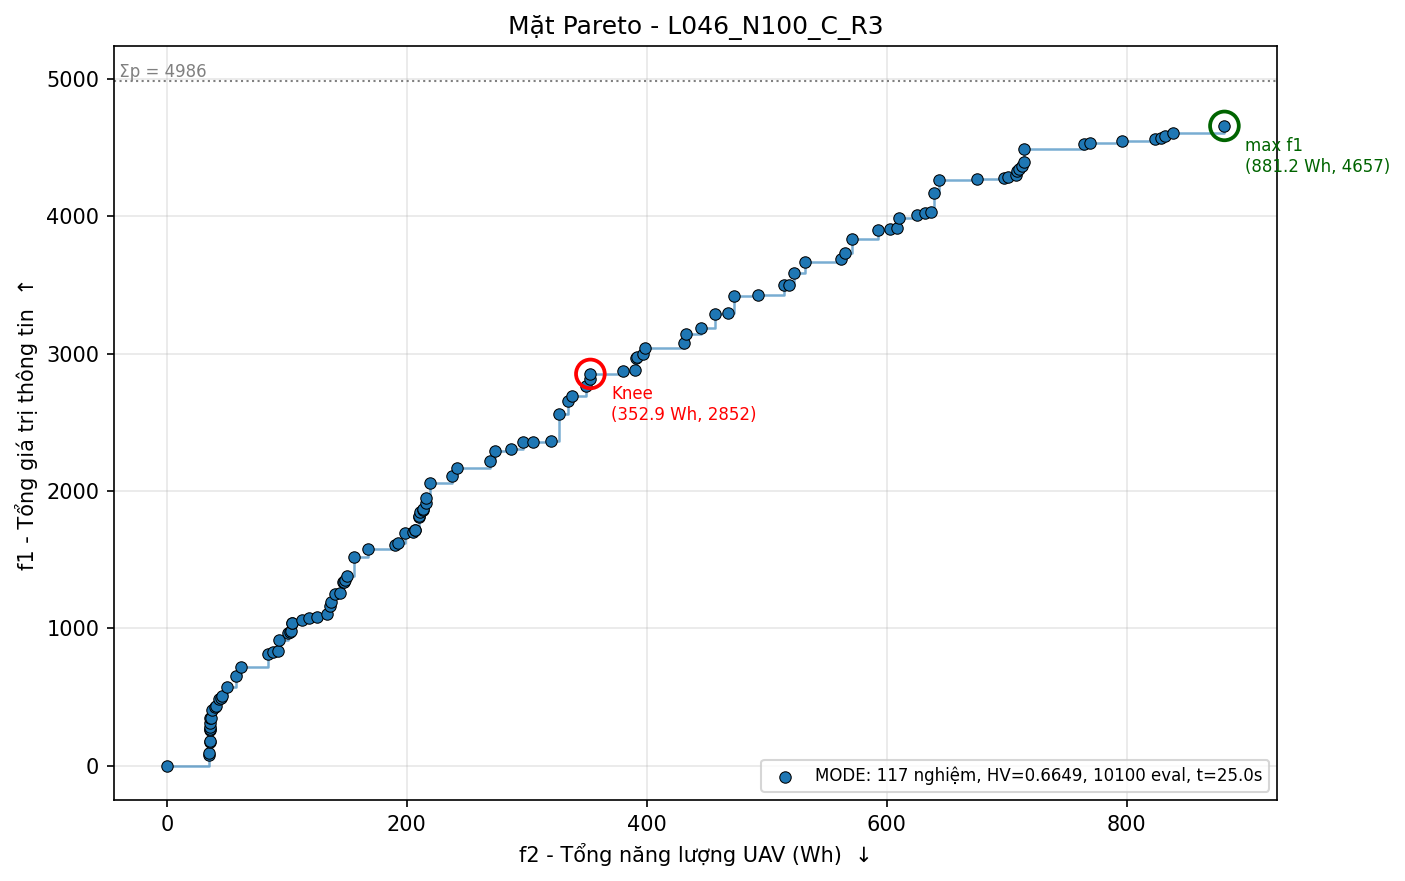 Mặt Pareto - L046_N100_C_R3
Σp = 4986
5000
4000
3000
2000
1000
0
f1 - Tổng giá trị thông tin ↑
max f1
(881.2 Wh, 4657)
Knee
(352.9 Wh, 2852)
MODE: 117 nghiệm, HV=0.6649, 10100 eval, t=25.0s
0 200 400 600 800
f2 - Tổng năng lượng UAV (Wh) ↓